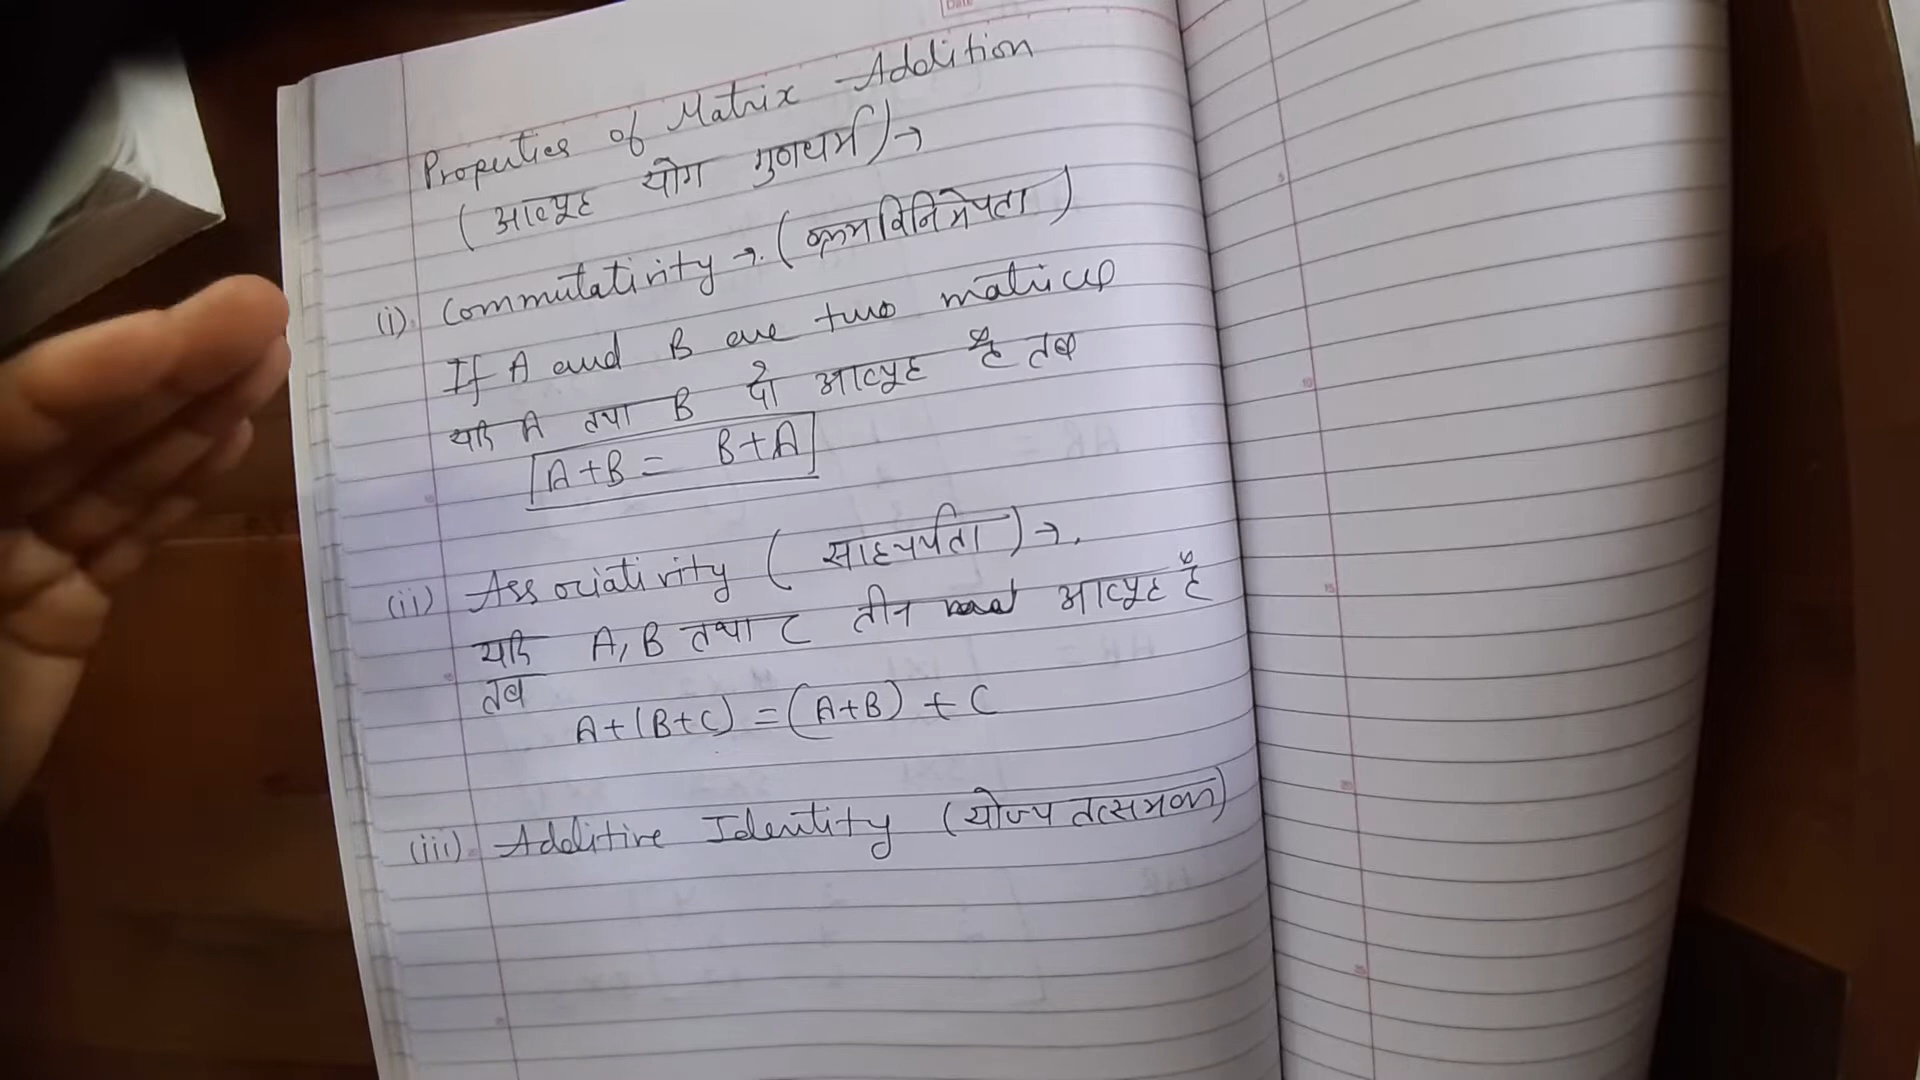 Date
Properties of Matrix Addition
( आव्यूह योग गुणधर्म) →
(i). Commutativity →. (क्रमविनिमेयता)
If A and B are two matrices
यदि A तथा B दो आव्यूह है तब
A+B = B+A
(ii) Associativity ( साहचर्यता) →.
यदि A, B तथा C तीन आव्यूह है
तब
A+(B+C) = (A+B) + C
(iii) Additive Identity (योज्य तत्समक)